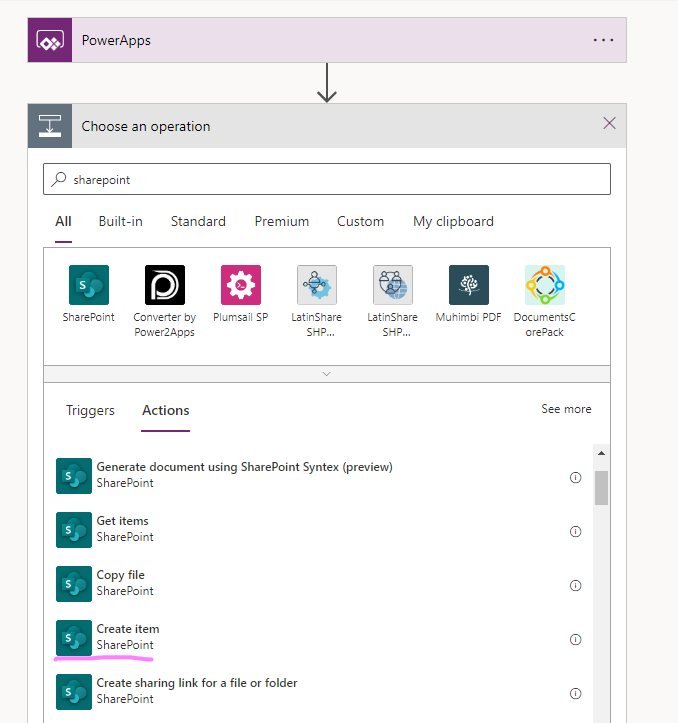 PowerApps
Choose an operation
sharepoint
All Built-in Standard Premium Custom My clipboard
SharePoint Converter by Plumsail SP LatinShare LatinShare Muhimbi PDF DocumentsC
Power2Apps SHP... SHP... orePack
Triggers Actions See more
Generate document using SharePoint Syntex (preview)
SharePoint
Get items
SharePoint
Copy file
SharePoint
Create item
SharePoint
Create sharing link for a file or folder
SharePoint